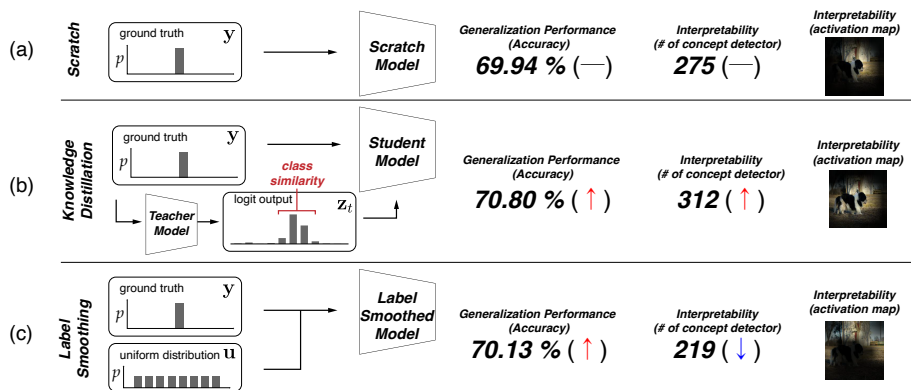 (a)
Scratch
ground truth
y
p
Scratch
Model
Generalization Performance
(Accuracy)
69.94 % (—)
Interpretability
(# of concept detector)
275 (—)
Interpretability
(activation map)
(b)
Knowledge
Distillation
ground truth
y
p
Teacher
Model
class
similarity
logit output
z_t
Student
Model
Generalization Performance
(Accuracy)
70.80 % (↑)
Interpretability
(# of concept detector)
312 (↑)
Interpretability
(activation map)
(c)
Label
Smoothing
ground truth
y
p
uniform distribution u
p
Label
Smoothed
Model
Generalization Performance
(Accuracy)
70.13 % (↑)
Interpretability
(# of concept detector)
219 (↓)
Interpretability
(activation map)